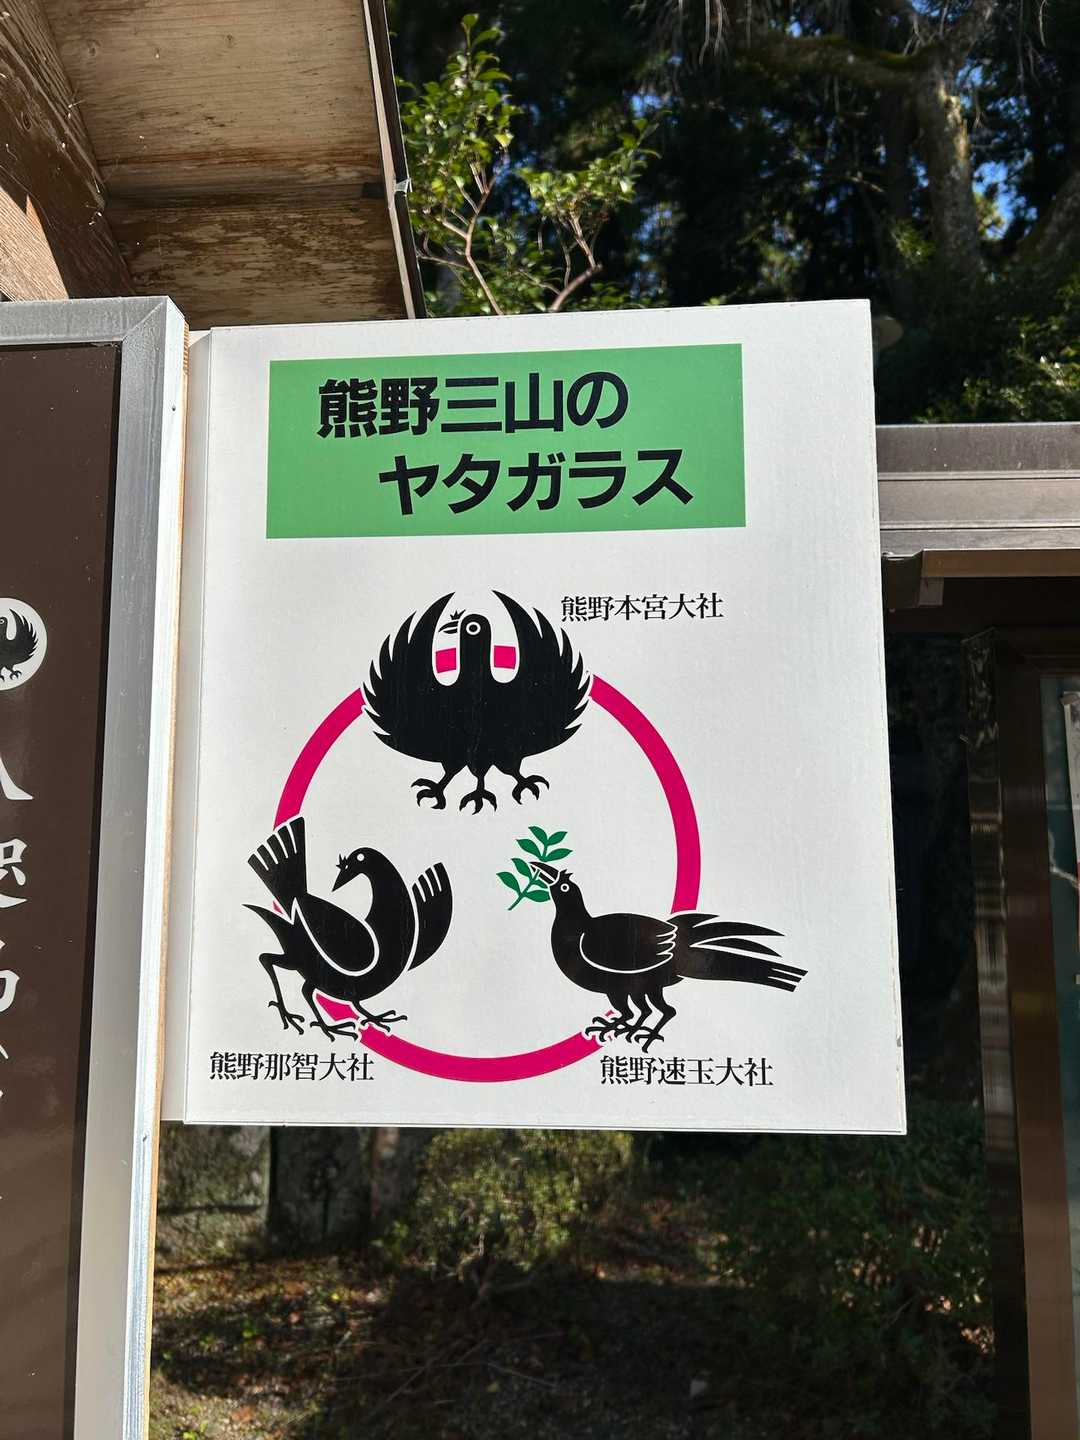 熊野三山の
ヤタガラス
熊野本宮大社
熊野那智大社
熊野速玉大社